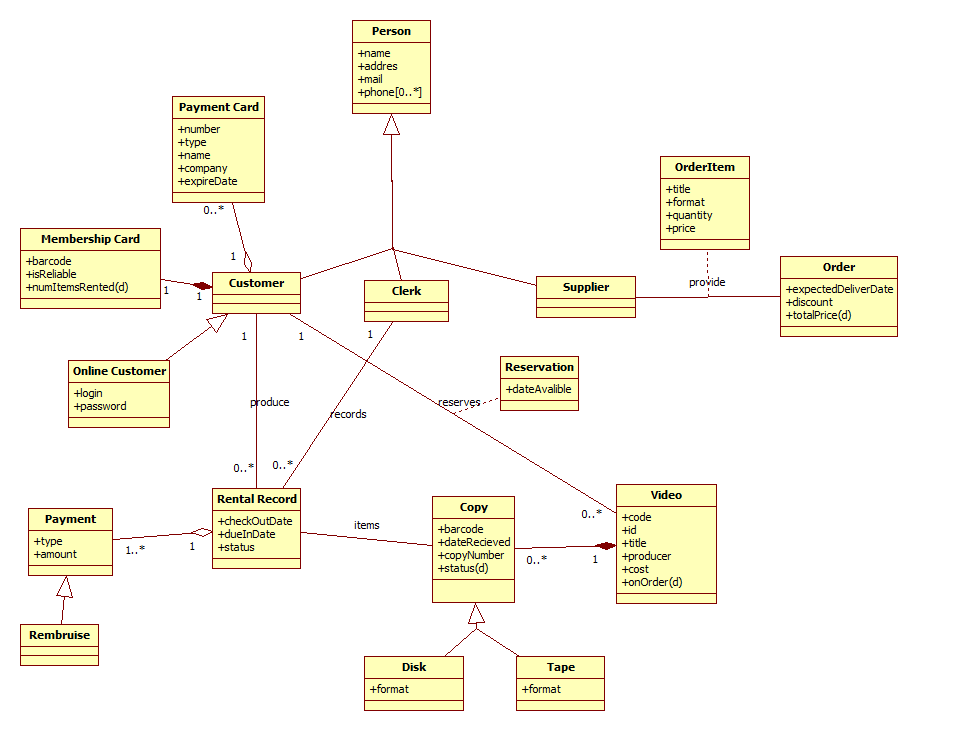 Person
+name
+addres
+mail
+phone[0..*]
Payment Card
+number
+type
+name
+company
+expireDate
0..*
1
Membership Card
+barcode
+isReliable
+numItemsRented(d)
1
1
Customer
Clerk
Supplier
provide
OrderItem
+title
+format
+quantity
+price
Order
+expectedDeliverDate
+discount
+totalPrice(d)
1
1
1
Online Customer
+login
+password
Reservation
+dateAvalible
produce
records
reserves
0..*
0..*
0..*
Rental Record
+checkOutDate
+dueInDate
+status
items
Copy
+barcode
+dateRecieved
+copyNumber
+status(d)
0..*
1
Video
+code
+id
+title
+producer
+cost
+onOrder(d)
Payment
+type
+amount
1..*
1
Rembruise
Disk
+format
Tape
+format